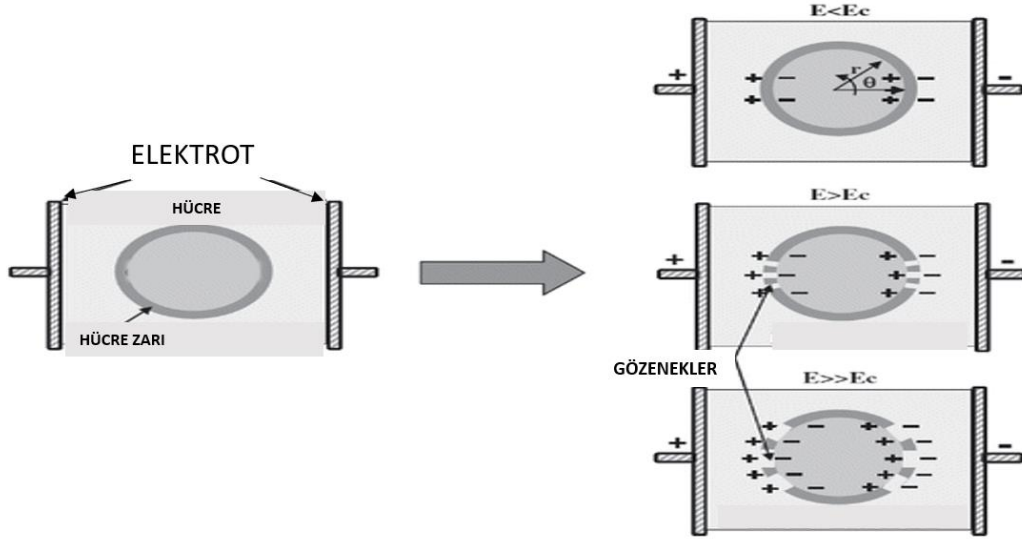 ELEKTROT
HÜCRE
HÜCRE ZARI
E<Ec
+ -
r
θ
+ − + −
+ − + −
E>Ec
+ -
+ − + −
+ − + −
+ − + −
GÖZENEKLER
E>>Ec
+ -
+ − + −
+ − + −
+ − + −
+ − + −
+ − + −